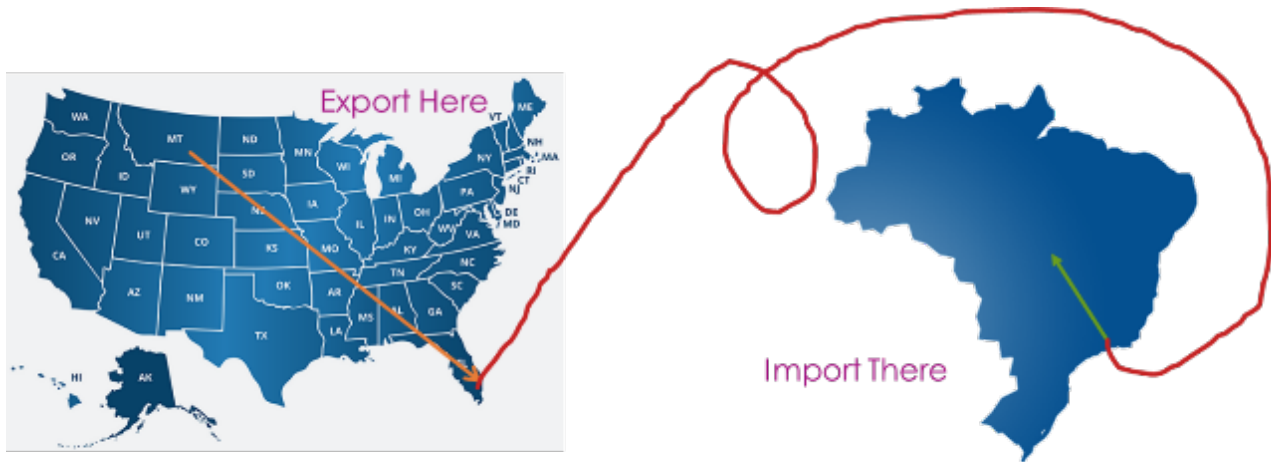 Export Here
WA
MT
ND
MN
VT
ME
OR
ID
SD
WI
NY
NH
MA
WY
MI
RI
CT
NV
NE
IA
PA
NJ
UT
CO
IL
IN
OH
DE
MD
CA
KS
MO
WV
VA
KY
AZ
NM
OK
AR
TN
NC
SC
TX
LA
MS
AL
GA
HI
AK
Import There